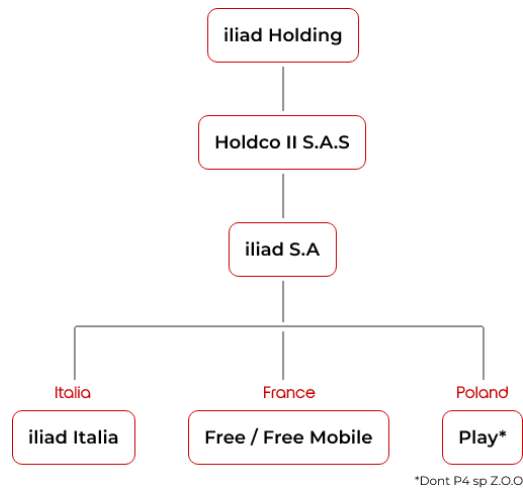 iliad Holding
Holdco II S.A.S
iliad S.A
Italia
France
Poland
iliad Italia
Free / Free Mobile
Play*
*Dont P4 sp Z.O.O